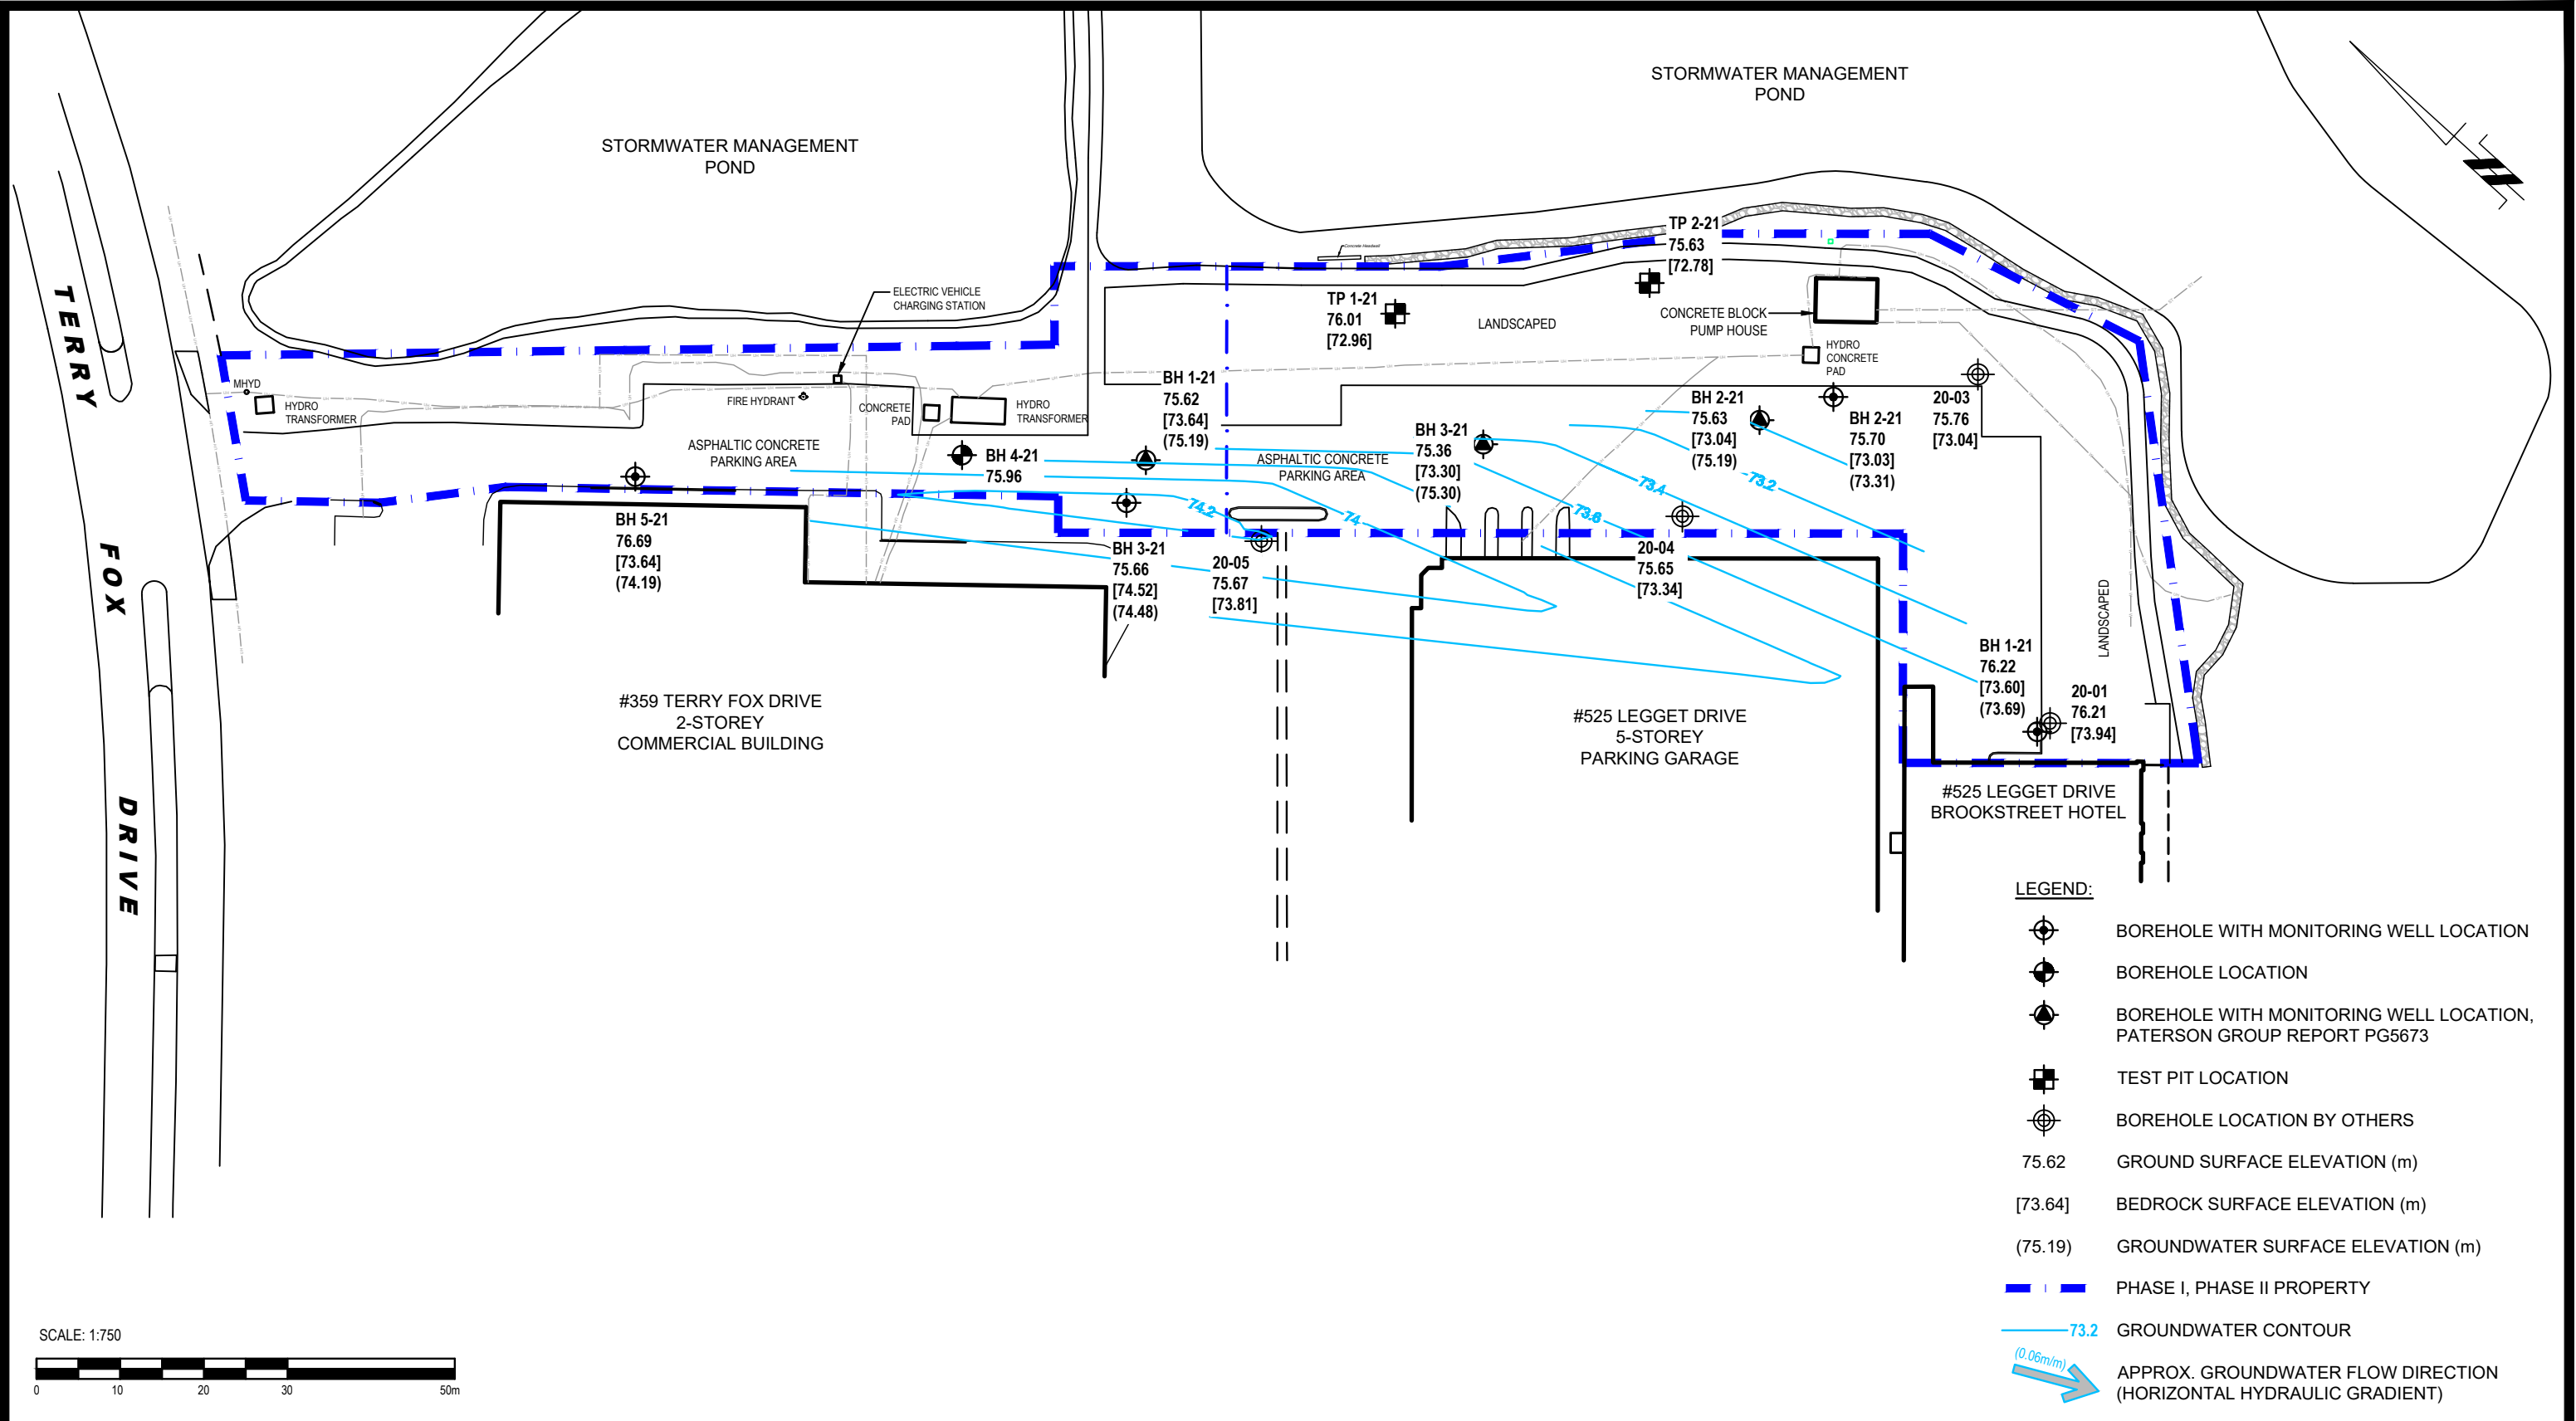 STORMWATER MANAGEMENT
POND
STORMWATER MANAGEMENT
POND
TERRY
FOX
DRIVE
ELECTRIC VEHICLE
CHARGING STATION
Concrete Headwall
TP 2-21
75.63
[72.78]
TP 1-21
76.01
[72.96]
LANDSCAPED
CONCRETE BLOCK
PUMP HOUSE
HYDRO
CONCRETE
PAD
MHYD
HYDRO
TRANSFORMER
FIRE HYDRANT
CONCRETE
PAD
HYDRO
TRANSFORMER
ASPHALTIC CONCRETE
PARKING AREA
BH 1-21
75.62
[73.64]
(75.19)
BH 4-21
75.96
ASPHALTIC CONCRETE
PARKING AREA
BH 3-21
75.36
[73.30]
(75.30)
BH 2-21
75.63
[73.04]
(75.19)
BH 2-21
75.70
[73.03]
(73.31)
20-03
75.76
[73.04]
74.2
74
73.8
73.4
73.2
BH 5-21
76.69
[73.64]
(74.19)
BH 3-21
75.66
[74.52]
(74.48)
20-05
75.67
[73.81]
20-04
75.65
[73.34]
LANDSCAPED
BH 1-21
76.22
[73.60]
(73.69)
20-01
76.21
[73.94]
#359 TERRY FOX DRIVE
2-STOREY
COMMERCIAL BUILDING
#525 LEGGET DRIVE
5-STOREY
PARKING GARAGE
#525 LEGGET DRIVE
BROOKSTREET HOTEL
LEGEND:
BOREHOLE WITH MONITORING WELL LOCATION
BOREHOLE LOCATION
BOREHOLE WITH MONITORING WELL LOCATION,
PATERSON GROUP REPORT PG5673
TEST PIT LOCATION
BOREHOLE LOCATION BY OTHERS
75.62 GROUND SURFACE ELEVATION (m)
[73.64] BEDROCK SURFACE ELEVATION (m)
(75.19) GROUNDWATER SURFACE ELEVATION (m)
PHASE I, PHASE II PROPERTY
73.2 GROUNDWATER CONTOUR
(0.06m/m)
APPROX. GROUNDWATER FLOW DIRECTION
(HORIZONTAL HYDRAULIC GRADIENT)
SCALE: 1:750
0 10 20 30 50m